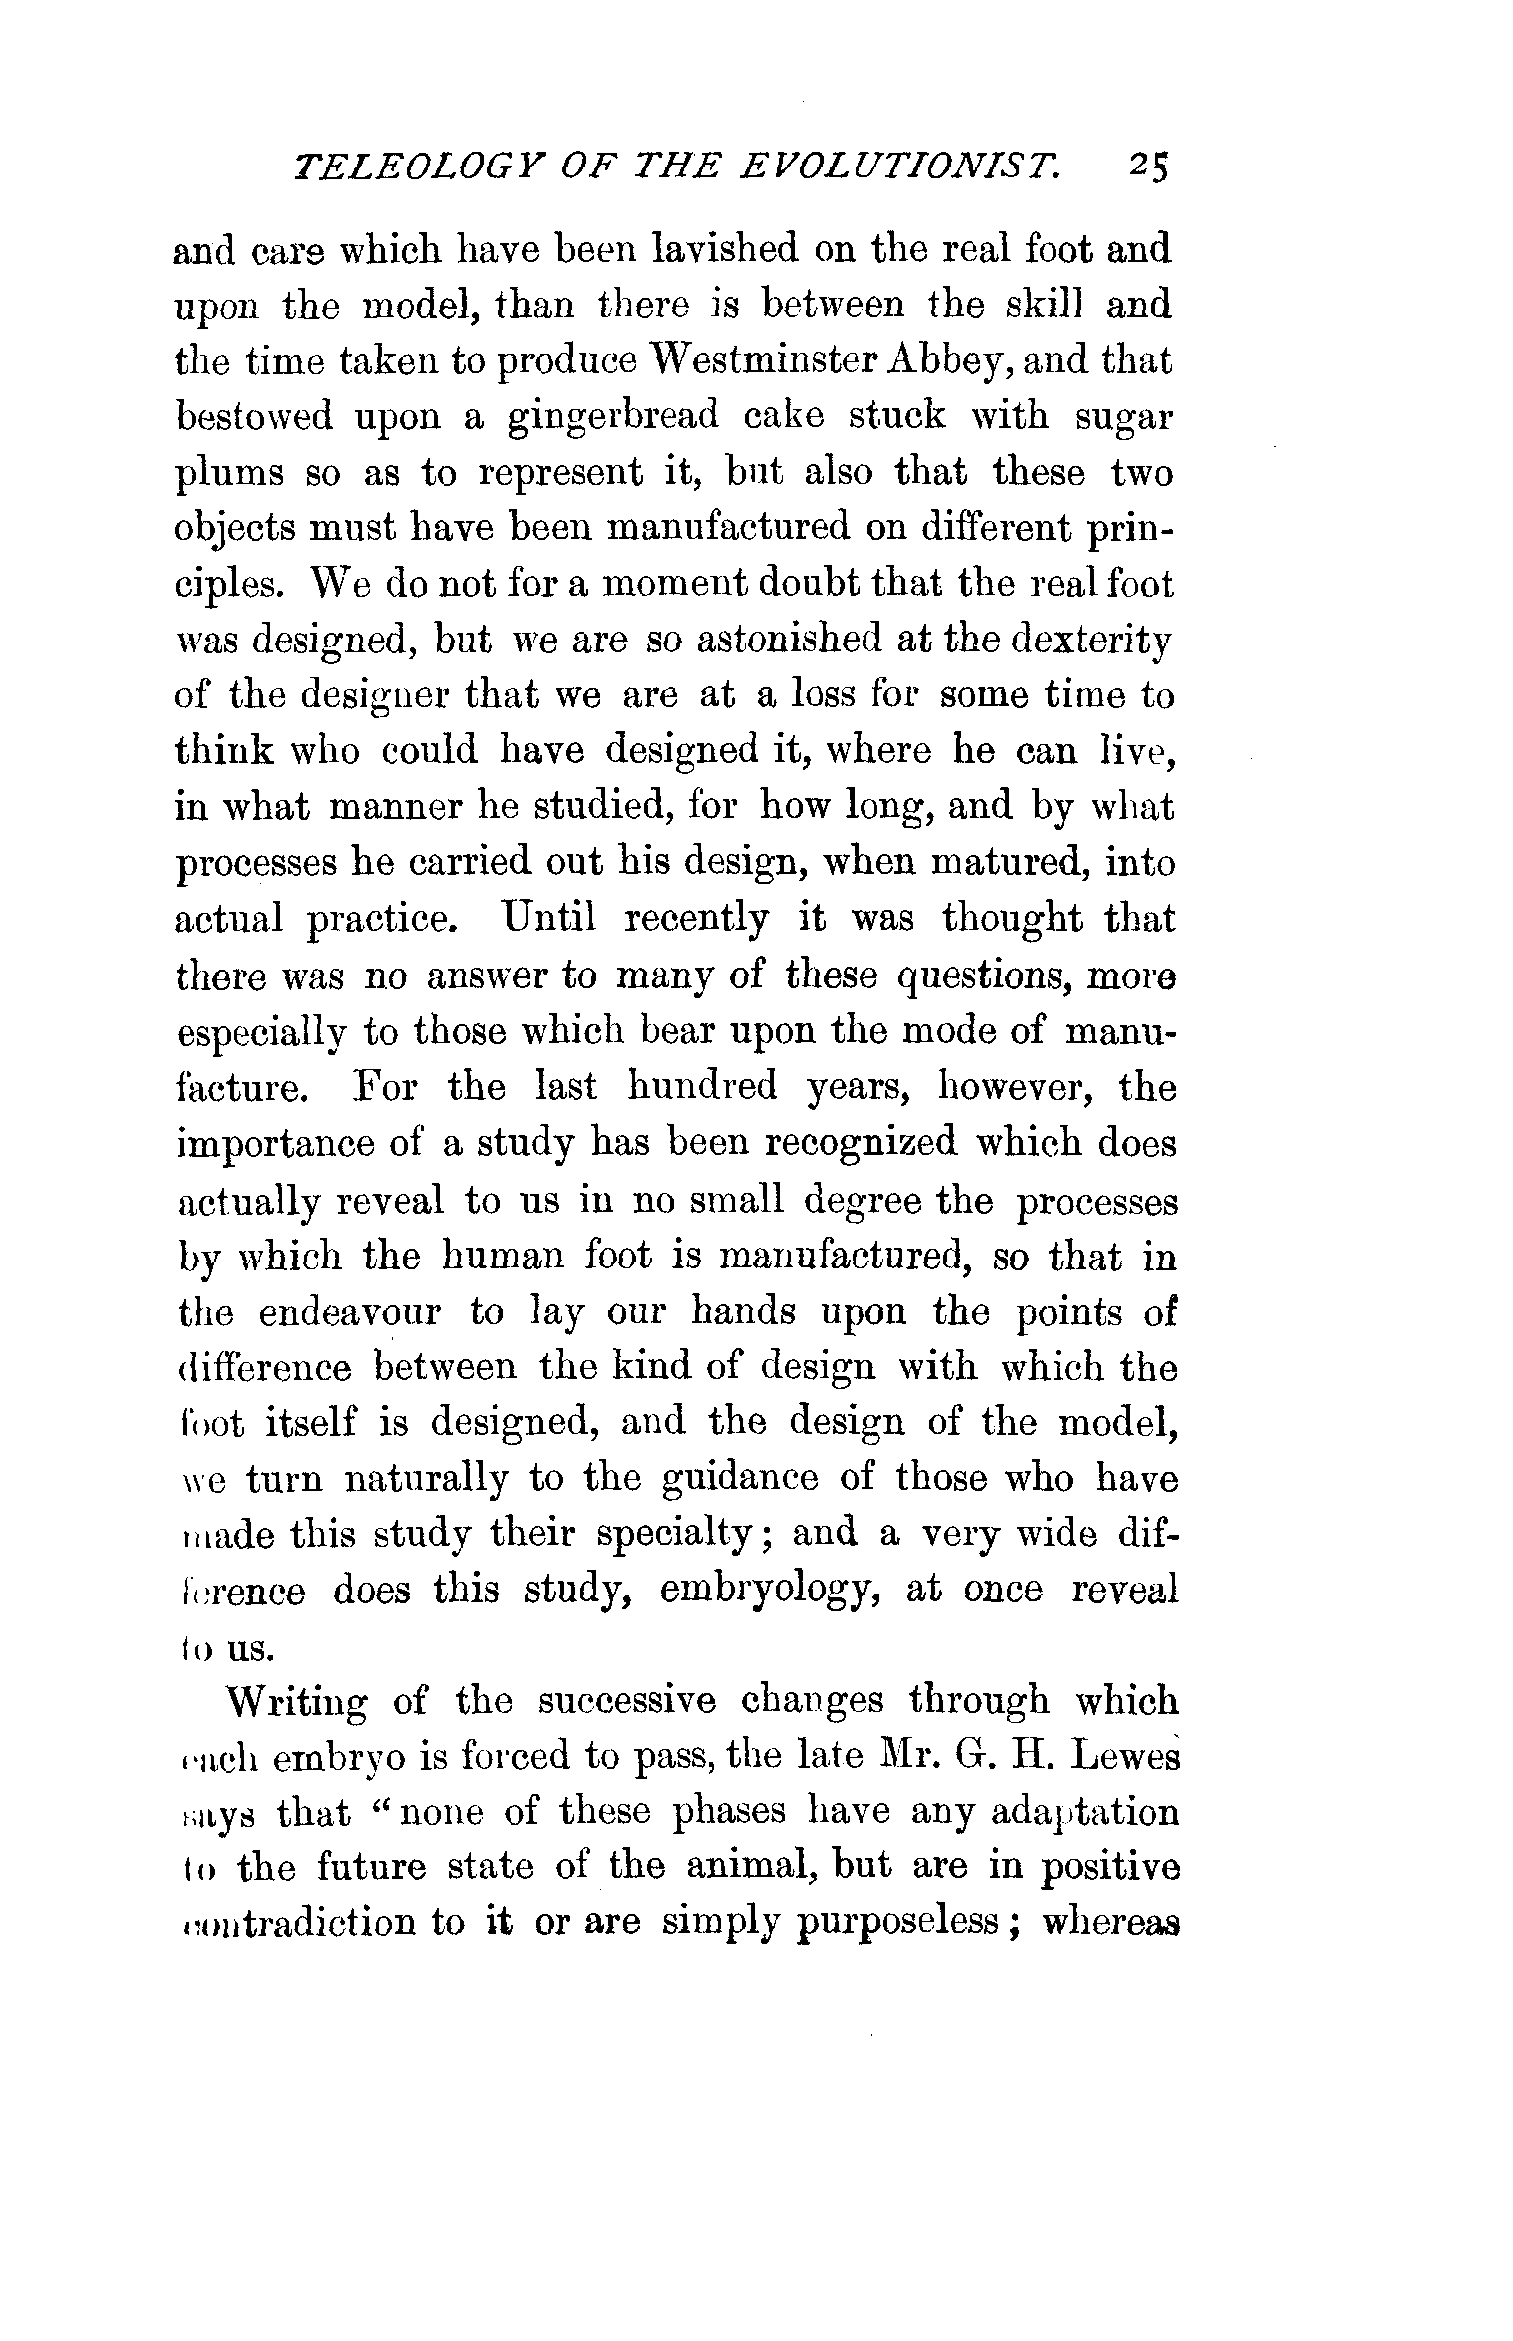 TELEOLOGY OF THE EVOLUTIONIST. 25
and care which have been lavished on the real foot and
upon the model, than there is between the skill and
the time taken to produce Westminster Abbey, and that
bestowed upon a gingerbread cake stuck with sugar
plums so as to represent it, but also that these two
objects must have been manufactured on different prin-
ciples. We do not for a moment doubt that the real foot
was designed, but we are so astonished at the dexterity
of the designer that we are at a loss for some time to
think who could have designed it, where he can live,
in what manner he studied, for how long, and by what
processes he carried out his design, when matured, into
actual practice. Until recently it was thought that
there was no answer to many of these questions, more
especially to those which bear upon the mode of manu-
facture. For the last hundred years, however, the
importance of a study has been recognized which does
actually reveal to us in no small degree the processes
by which the human foot is manufactured, so that in
the endeavour to lay our hands upon the points of
difference between the kind of design with which the
foot itself is designed, and the design of the model,
we turn naturally to the guidance of those who have
made this study their specialty; and a very wide dif-
ference does this study, embryology, at once reveal
to us.
Writing of the successive changes through which
each embryo is forced to pass, the late Mr. G. H. Lewes
says that "none of these phases have any adaptation
to the future state of the animal, but are in positive
contradiction to it or are simply purposeless; whereas